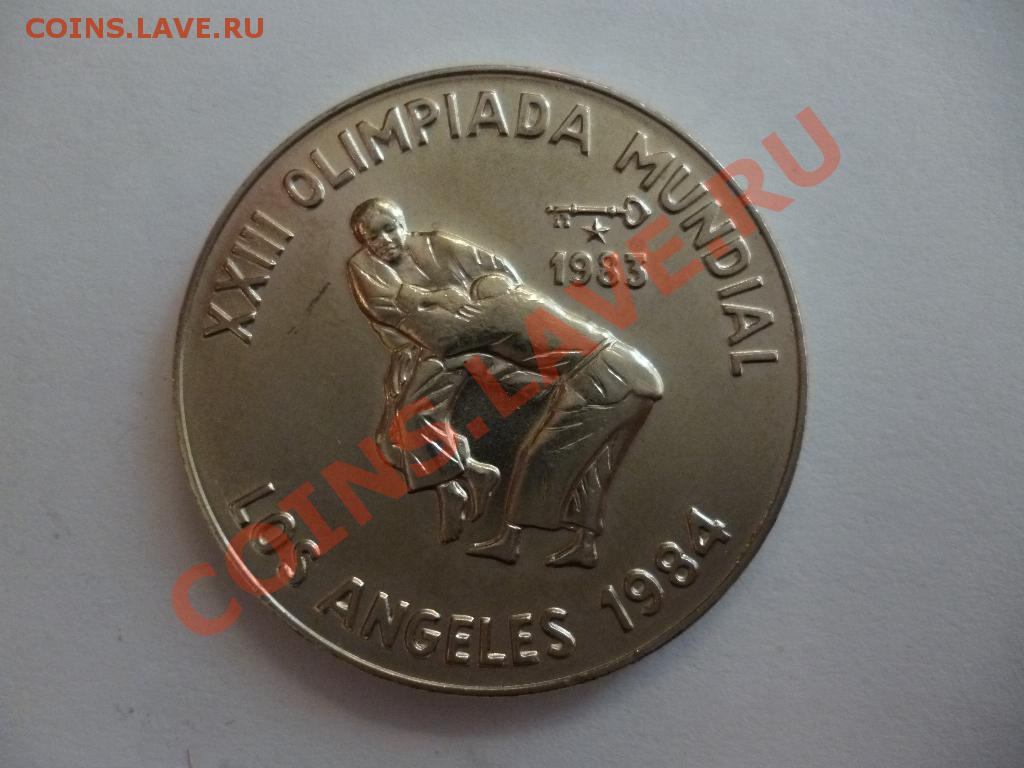 COINS.LAVE.RU
XXIII OLIMPIADA MUNDIAL
1983
LOS ANGELES 1984
COINS.LAVE.RU